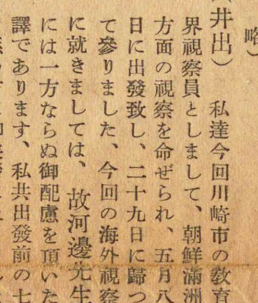 略)
(井出) 私達今回川崎市の敎育
界視察員としまして、朝鮮滿洲
方面の視察を命ぜられ、五月八
日に出發致し、二十九日に歸つ
て參りました、今回の海外視察
に就きましては、故河邊先生
には一方ならぬ御配慮を頂いた
譯であります、私共出發前の七